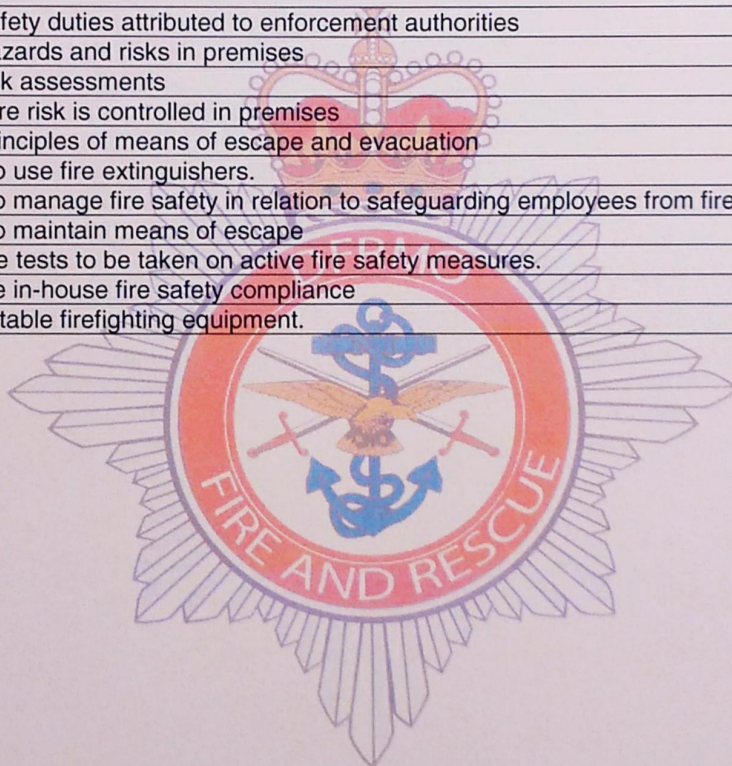 fety duties attributed to enforcement authorities
azards and risks in premises
k assessments
re risk is controlled in premises
inciples of means of escape and evacuation
o use fire extinguishers.
o manage fire safety in relation to safeguarding employees from fire
o maintain means of escape
e tests to be taken on active fire safety measures.
e in-house fire safety compliance
table firefighting equipment.
DFRMO
FIRE AND RESCUE